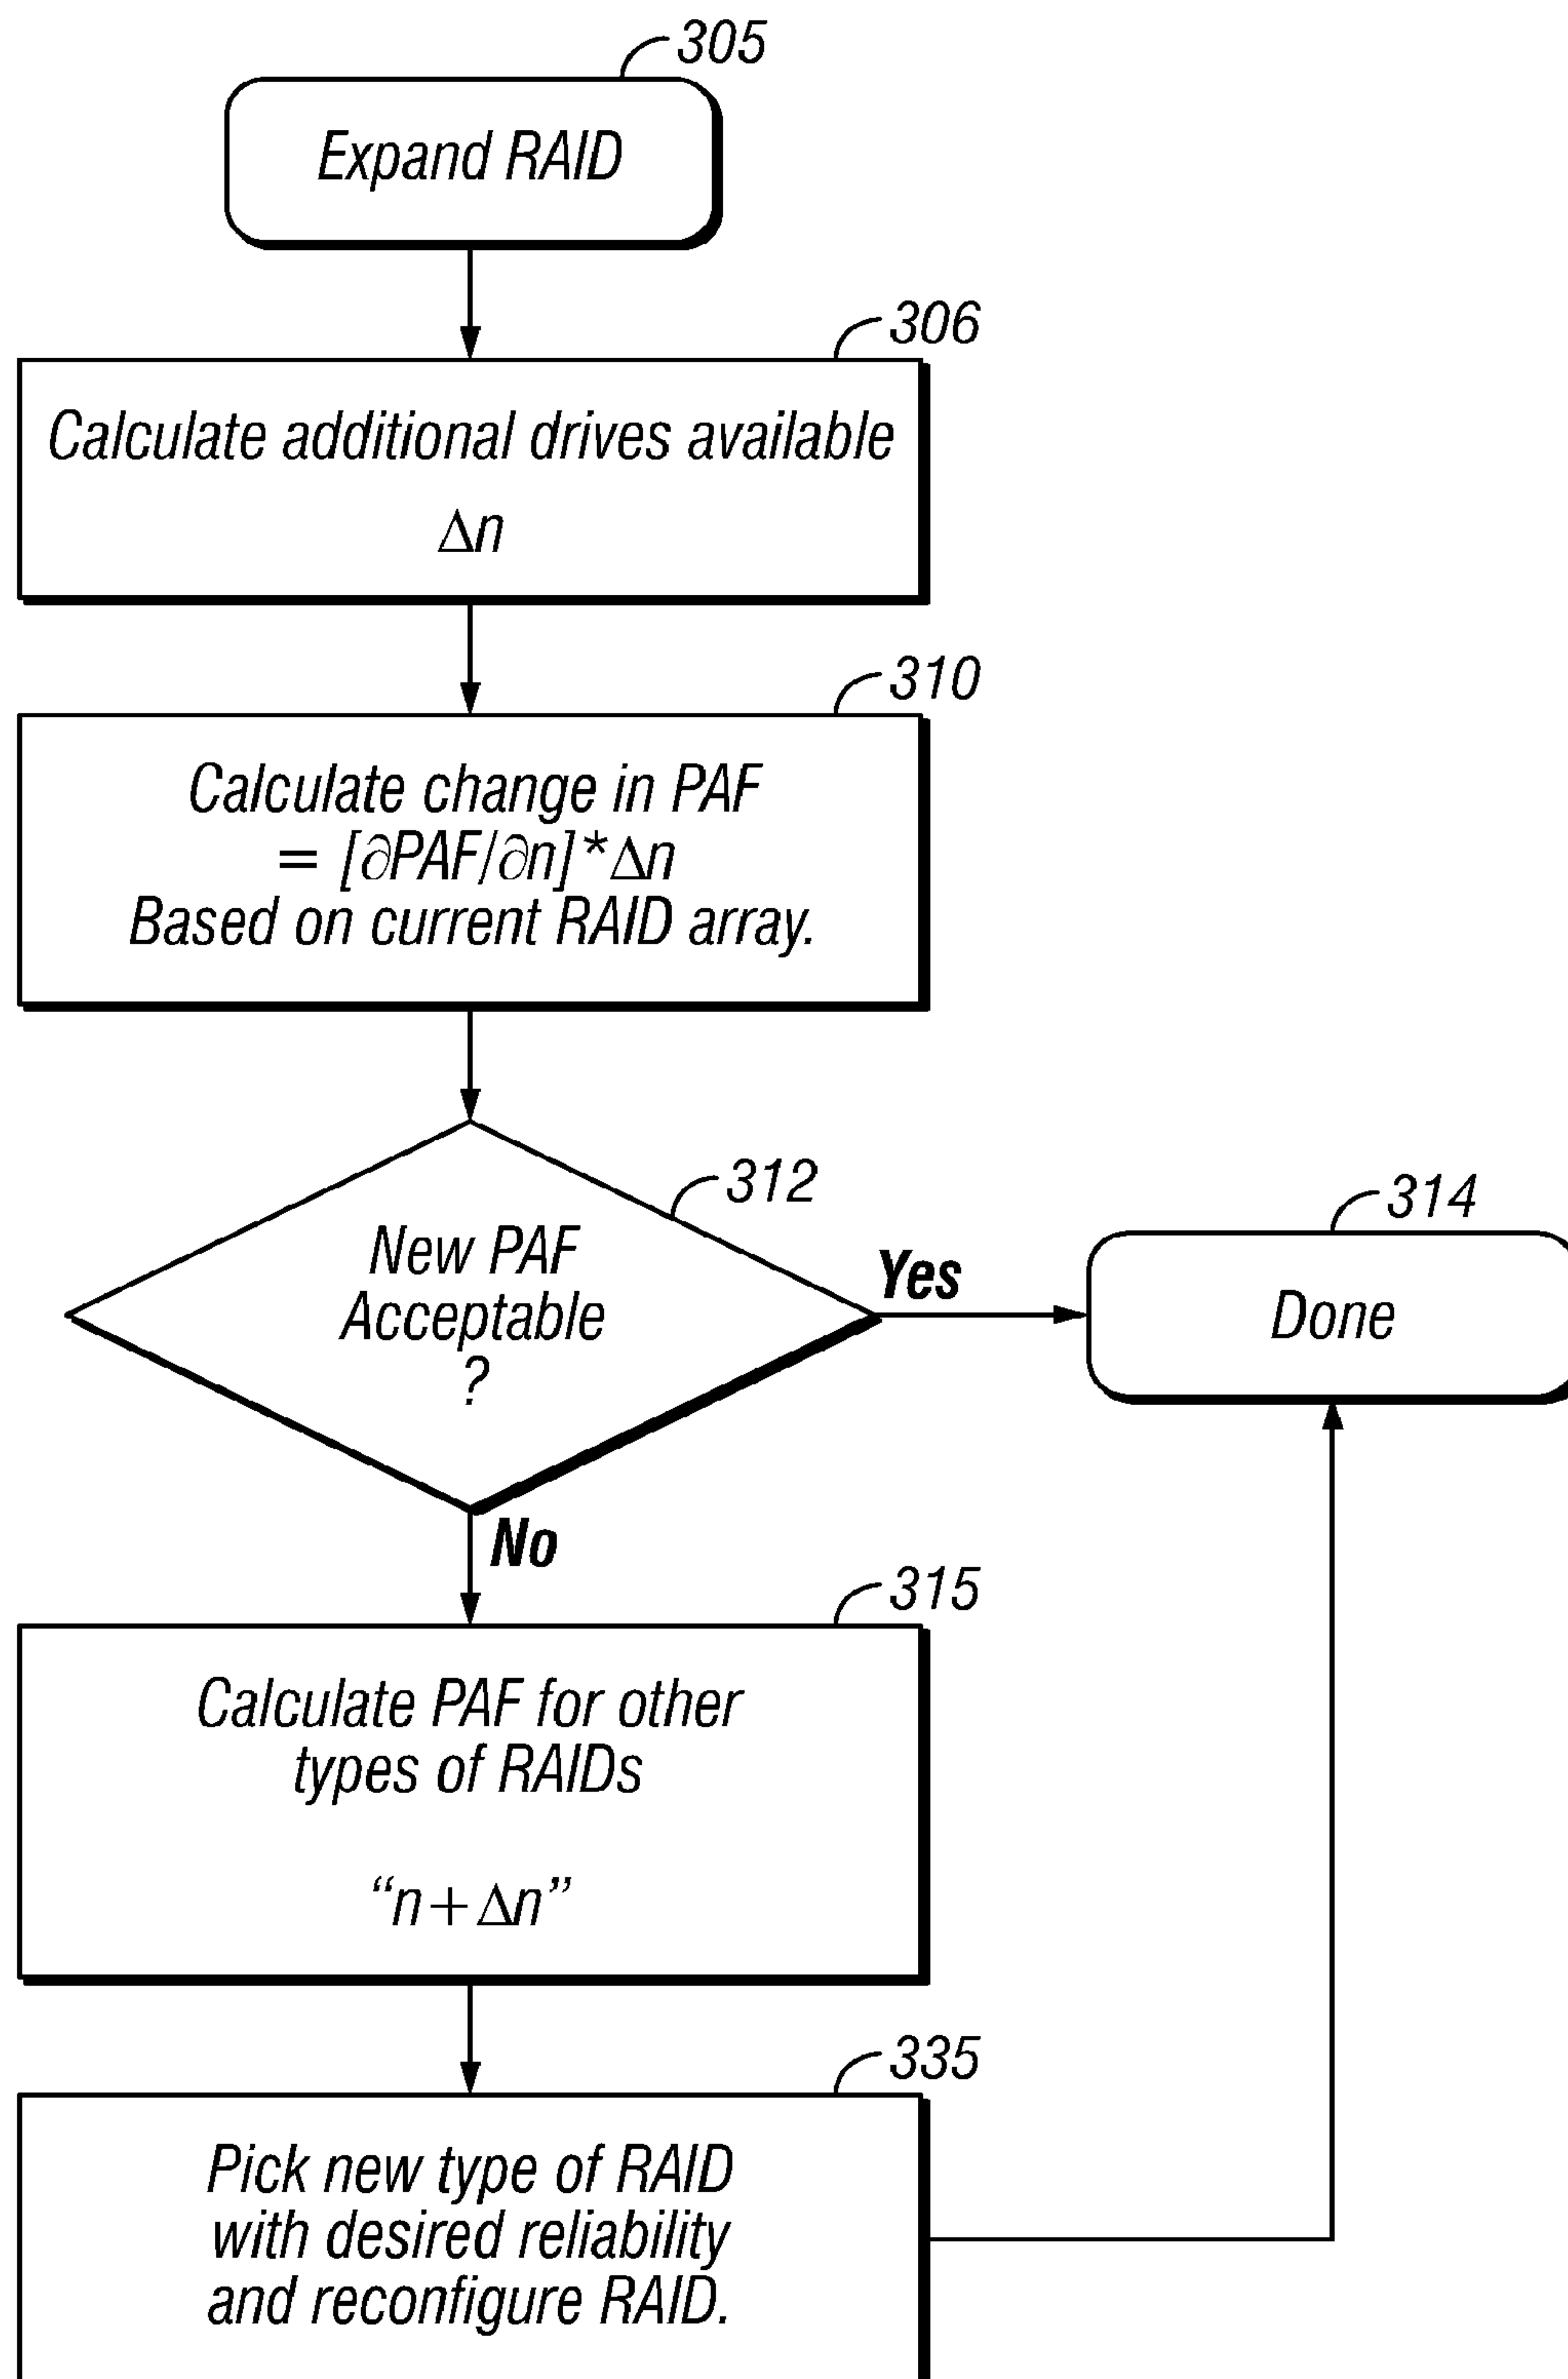 305
Expand RAID
306
Calculate additional drives available
Δn
310
Calculate change in PAF
= [∂PAF/∂n]*Δn
Based on current RAID array.
312
New PAF
Acceptable
?
Yes
314
Done
No
315
Calculate PAF for other
types of RAIDs
“n+Δn”
335
Pick new type of RAID
with desired reliability
and reconfigure RAID.